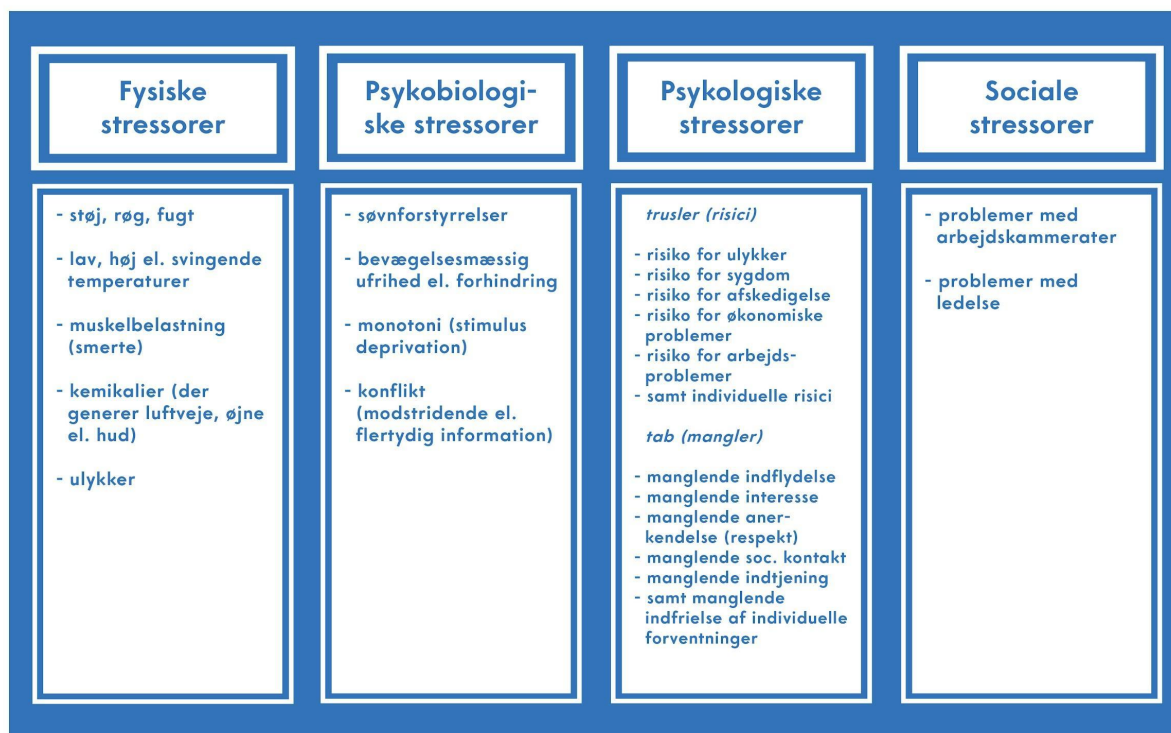 Fysiske
stressorer
- støj, røg, fugt
- lav, høj el. svingende
temperaturer
- muskelbelastning
(smerte)
- kemikalier (der
generer luftveje, øjne
el. hud)
- ulykker
Psykobiologi-
ske stressorer
- søvnforstyrrelser
- bevægelsesmæssig
ufrihed el. forhindring
- monotoni (stimulus
deprivation)
- konflikt
(modstridende el.
flertydig information)
Psykologiske
stressorer
trusler (risici)
- risiko for ulykker
- risiko for sygdom
- risiko for afskedigelse
- risiko for økonomiske
problemer
- risiko for arbejds-
problemer
- samt individuelle risici
tab (mangler)
- manglende indflydelse
- manglende interesse
- manglende aner-
kendelse (respekt)
- manglende soc. kontakt
- manglende indtjening
- samt manglende
indfrielse af individuelle
forventninger
Sociale
stressorer
- problemer med
arbejdskammerater
- problemer med
ledelse